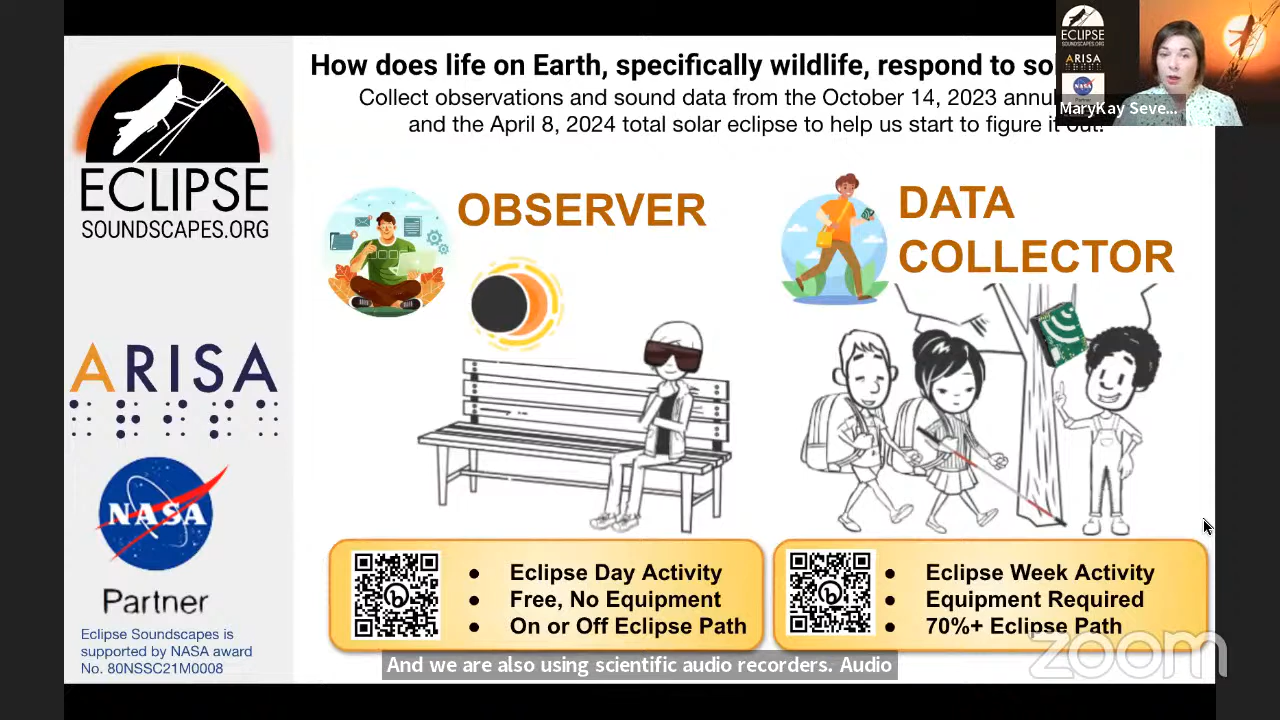 How does life on Earth, specifically wildlife, respond to so
Collect observations and sound data from the October 14, 2023 annu
and the April 8, 2024 total solar eclipse to help us start to figure it out!
ECLIPSE
SOUNDSCAPES.ORG
ARISA
NASA
MaryKay Seve...
ECLIPSE
SOUNDSCAPES.ORG
OBSERVER
DATA
COLLECTOR
ARISA
NASA
Partner
Eclipse Soundscapes is
supported by NASA award
No. 80NSSC21M0008
b
• Eclipse Day Activity
• Free, No Equipment
• On or Off Eclipse Path
b
• Eclipse Week Activity
• Equipment Required
• 70%+ Eclipse Path
zoom
And we are also using scientific audio recorders. Audio